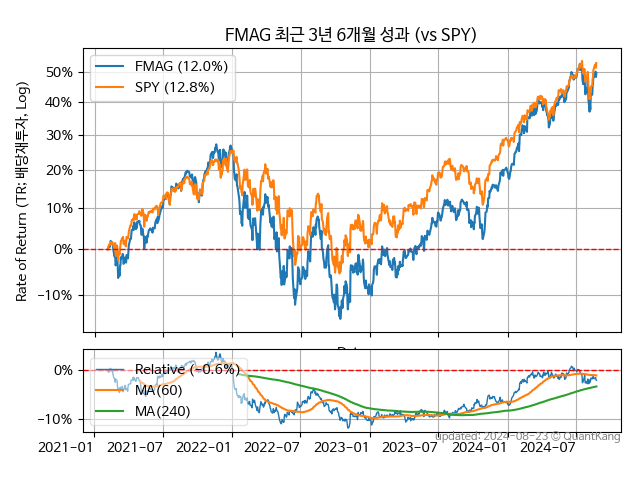 FMAG 최근 3년 6개월 성과 (vs SPY)
FMAG (12.0%)
SPY (12.8%)
50%
40%
30%
20%
10%
0%
−10%
Rate of Return (TR: 배당재투자, Log)
0%
−10%
Relative (−0.6%)
MA(60)
MA(240)
2021−01
2021−07
2022−01
2022−07
2023−01
2023−07
2024−01
2024−07
updated: 2024-08-23 © QuantKang